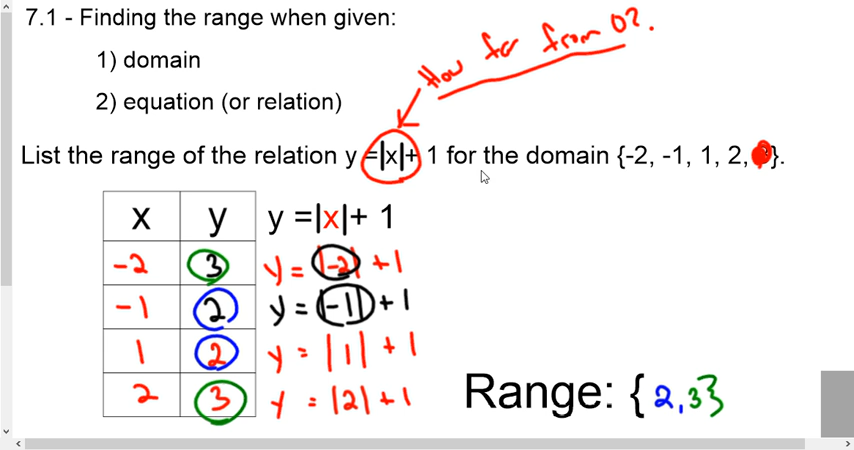 7.1 - Finding the range when given:
How far from 0?
1) domain
2) equation (or relation)
List the range of the relation y =|x|+ 1 for the domain {-2, -1, 1, 2, }.
x y y =|x|+ 1
-2 3 y = |-2| + 1
-1 2 y = |-1| + 1
1 2 y = |1| + 1
2 3 y = |2| + 1
Range: {2,3}